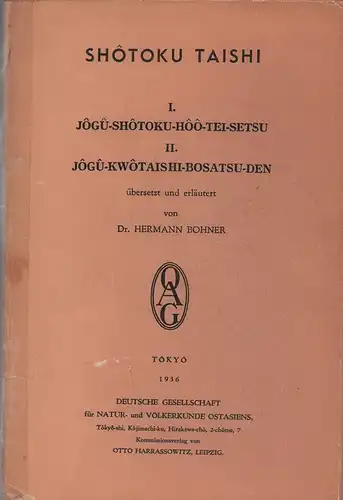 SHÔTOKU TAISHI
I.
JÔGÛ-SHÔTOKU-HÔÔ-TEI-SETSU
II.
JÔGÛ-KWÔTAISHI-BOSATSU-DEN
übersetzt und erläutert
von
Dr. HERMANN BOHNER
OAG
TÔKYÔ
1936
DEUTSCHE GESELLSCHAFT
für NATUR- und VÖLKERKUNDE OSTASIENS,
Tôkyô-shi, Kôjimachi-ku, Hirakawa-chô, 2-chôme, 7
Kommissionsverlag von
OTTO HARRASSOWITZ, LEIPZIG.